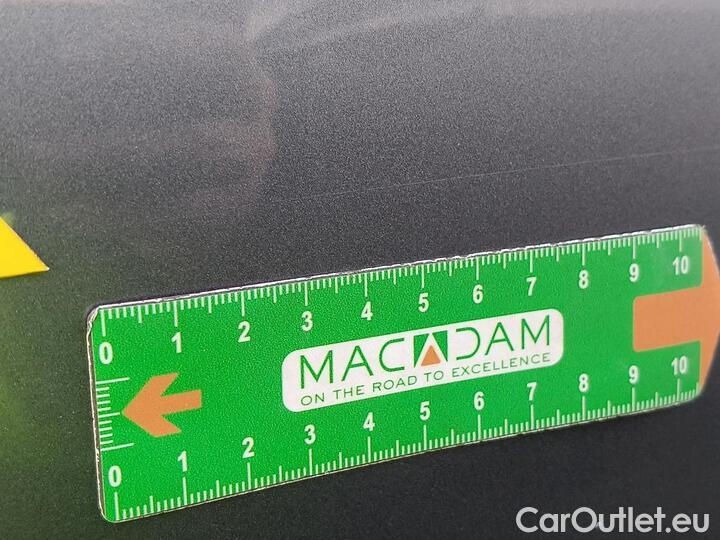 0 1 2 3 4 5 6 7 8 9 10
MACADAM
ON THE ROAD TO EXCELLENCE
0 1 2 3 4 5 6 7 8 9 10
CarOutlet.eu